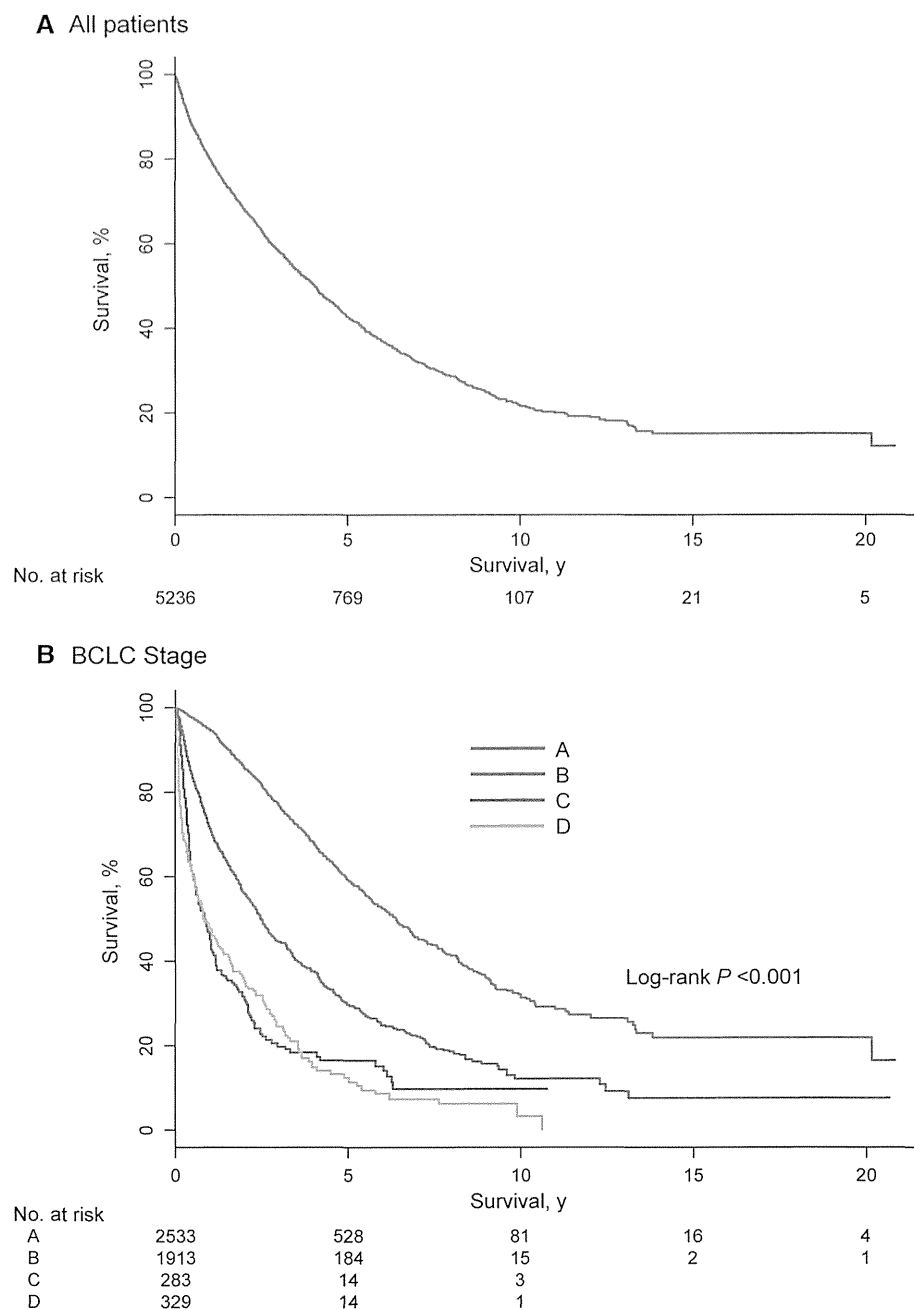 A All patients
100
80
60
40
20
0
Survival, %
0 5 10 15 20
Survival, y
No. at risk
5236 769 107 21 5
B BCLC Stage
100
80
60
40
20
0
Survival, %
A
B
C
D
Log-rank P <0.001
0 5 10 15 20
Survival, y
No. at risk
A 2533 528 81 16 4
B 1913 184 15 2 1
C 283 14 3
D 329 14 1